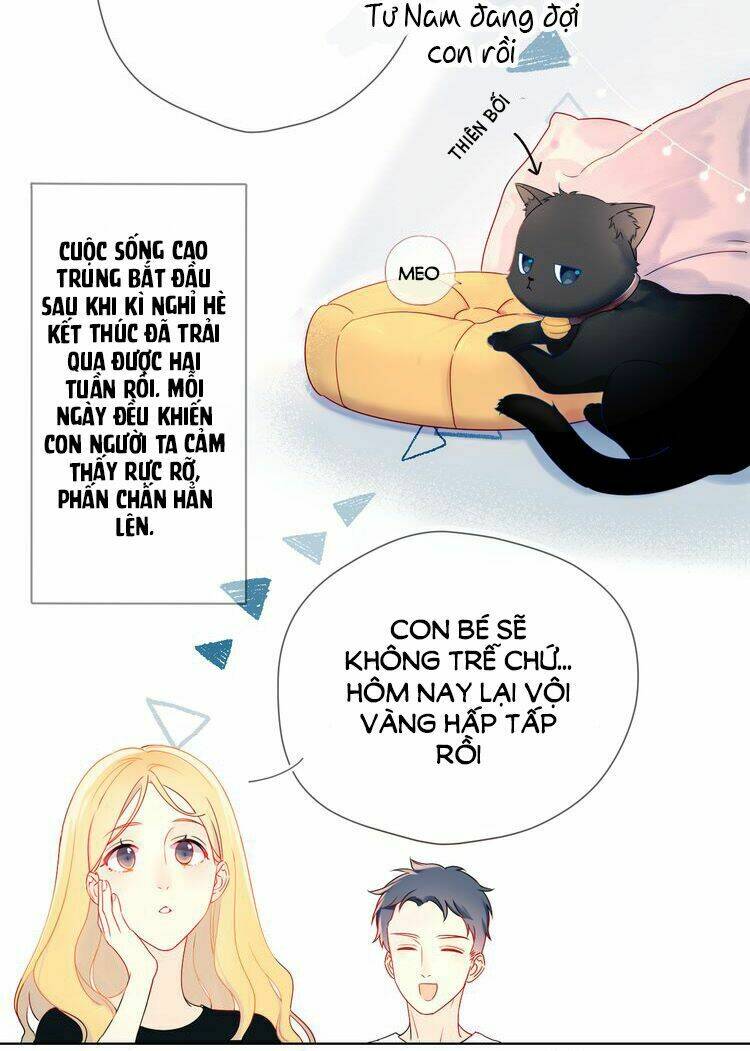 Tư Nam đang đợi
con rồi
THIÊN BỐI
MEO
CUỘC SỐNG CAO
TRUNG BẮT ĐẦU
SAU KHI KÌ NGHỈ HÈ
KẾT THÚC ĐÃ TRẢI
QUA ĐƯỢC HAI
TUẦN RỒI. MỖI
NGÀY ĐỀU KHIẾN
CON NGƯỜI TA CẢM
THẤY RỰC RỠ,
PHẤN CHẤN HẲN
LÊN.
CON BÉ SẼ
KHÔNG TRỄ CHỨ...
HÔM NAY LẠI VỘI
VÀNG HẤP TẤP
RỒI